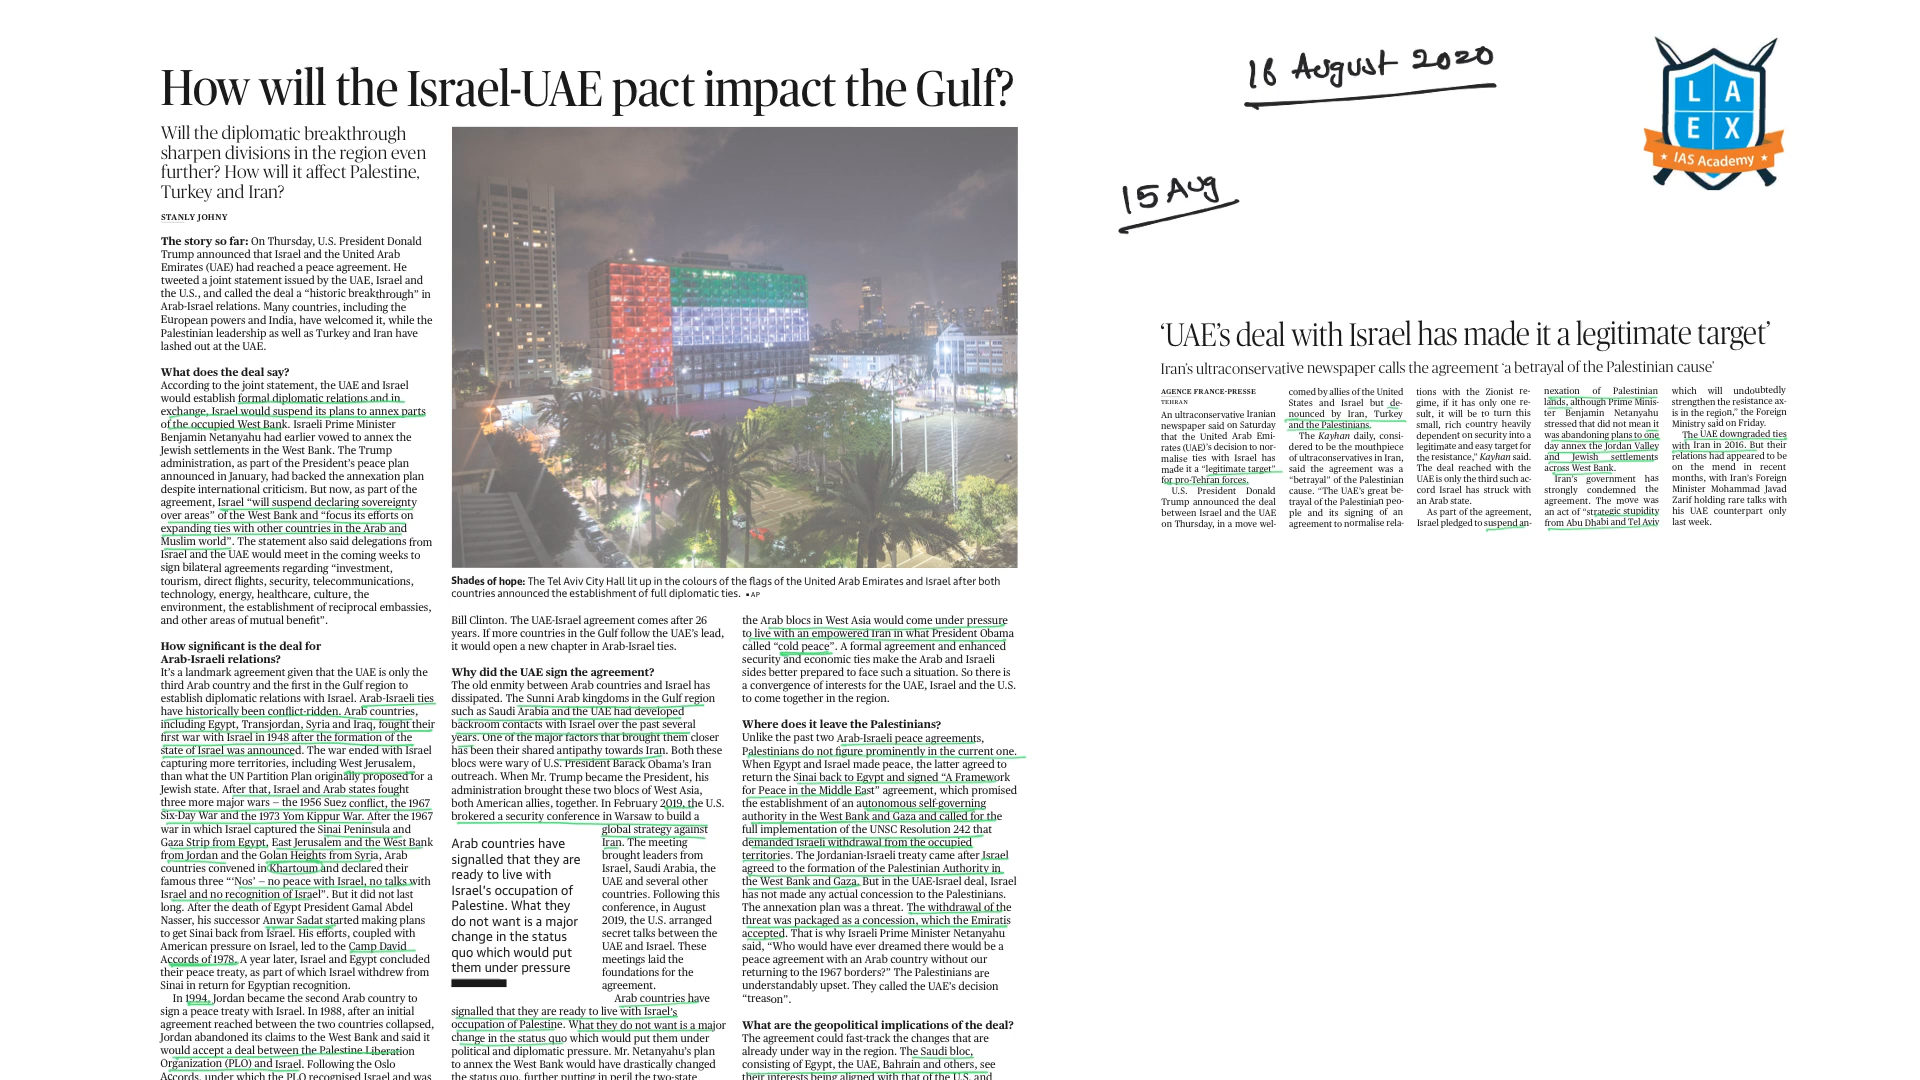 How will the Israel-UAE pact impact the Gulf?
Will the diplomatic breakthrough
sharpen divisions in the region even
further? How will it affect Palestine,
Turkey and Iran?
STANLY JOHNY
The story so far: On Thursday, U.S. President Donald
Trump announced that Israel and the United Arab
Emirates (UAE) had reached a peace agreement. He
tweeted a joint statement issued by the UAE, Israel and
the U.S., and called the deal a “historic breakthrough” in
Arab-Israel relations. Many countries, including the
European powers and India, have welcomed it, while the
Palestinian leadership as well as Turkey and Iran have
lashed out at the UAE.
What does the deal say?
According to the joint statement, the UAE and Israel
would establish formal diplomatic relations and in
exchange, Israel would suspend its plans to annex parts
of the occupied West Bank. Israeli Prime Minister
Benjamin Netanyahu had earlier vowed to annex the
Jewish settlements in the West Bank. The Trump
administration, as part of the President’s peace plan
announced in January, had backed the annexation plan
despite international criticism. But now, as part of the
agreement, Israel “will suspend declaring sovereignty
over areas” of the West Bank and “focus its efforts on
expanding ties with other countries in the Arab and
Muslim world”. The statement also said delegations from
Israel and the UAE would meet in the coming weeks to
sign bilateral agreements regarding “investment,
tourism, direct flights, security, telecommunications,
technology, energy, healthcare, culture, the
environment, the establishment of reciprocal embassies,
and other areas of mutual benefit”.
How significant is the deal for
Arab-Israeli relations?
It’s a landmark agreement given that the UAE is only the
third Arab country and the first in the Gulf region to
establish diplomatic relations with Israel. Arab-Israeli ties
have historically been conflict-ridden. Arab countries,
including Egypt, Transjordan, Syria and Iraq, fought their
first war with Israel in 1948 after the formation of the
state of Israel was announced. The war ended with Israel
capturing more territories, including West Jerusalem,
than what the UN Partition Plan originally proposed for a
Jewish state. After that, Israel and Arab states fought
three more major wars — the 1956 Suez conflict, the 1967
Six-Day War and the 1973 Yom Kippur War. After the 1967
war in which Israel captured the Sinai Peninsula and
Gaza Strip from Egypt, East Jerusalem and the West Bank
from Jordan and the Golan Heights from Syria, Arab
countries convened in Khartoum and declared their
famous three “‘Nos’ — no peace with Israel, no talks with
Israel and no recognition of Israel”. But it did not last
long. After the death of Egypt President Gamal Abdel
Nasser, his successor Anwar Sadat started making plans
to get Sinai back from Israel. His efforts, coupled with
American pressure on Israel, led to the Camp David
Accords of 1978. A year later, Israel and Egypt concluded
their peace treaty, as part of which Israel withdrew from
Sinai in return for Egyptian recognition.
In 1994, Jordan became the second Arab country to
sign a peace treaty with Israel. In 1988, after an initial
agreement reached between the two countries collapsed,
Jordan abandoned its claims to the West Bank and said it
would accept a deal between the Palestine Liberation
Organization (PLO) and Israel. Following the Oslo
Accords, under which the PLO recognised Israel and was
Shades of hope: The Tel Aviv City Hall lit up in the colours of the flags of the United Arab Emirates and Israel after both
countries announced the establishment of full diplomatic ties. ▪ AP
Bill Clinton. The UAE-Israel agreement comes after 26
years. If more countries in the Gulf follow the UAE’s lead,
it would open a new chapter in Arab-Israel ties.
Why did the UAE sign the agreement?
The old enmity between Arab countries and Israel has
dissipated. The Sunni Arab kingdoms in the Gulf region
such as Saudi Arabia and the UAE had developed
backroom contacts with Israel over the past several
years. One of the major factors that brought them closer
has been their shared antipathy towards Iran. Both these
blocs were wary of U.S. President Barack Obama’s Iran
outreach. When Mr. Trump became the President, his
administration brought these two blocs of West Asia,
both American allies, together. In February 2019, the U.S.
brokered a security conference in Warsaw to build a
global strategy against
Iran. The meeting
brought leaders from
Israel, Saudi Arabia, the
UAE and several other
countries. Following this
conference, in August
2019, the U.S. arranged
secret talks between the
UAE and Israel. These
meetings laid the
foundations for the
agreement.
Arab countries have
signalled that they are
ready to live with
Israel’s occupation of
Palestine. What they
do not want is a major
change in the status
quo which would put
them under pressure
Arab countries have
signalled that they are ready to live with Israel’s
occupation of Palestine. What they do not want is a major
change in the status quo which would put them under
political and diplomatic pressure. Mr. Netanyahu’s plan
to annex the West Bank would have drastically changed
the status quo, further putting in peril the two-state
the Arab blocs in West Asia would come under pressure
to live with an empowered Iran in what President Obama
called “cold peace”. A formal agreement and enhanced
security and economic ties make the Arab and Israeli
sides better prepared to face such a situation. So there is
a convergence of interests for the UAE, Israel and the U.S.
to come together in the region.
Where does it leave the Palestinians?
Unlike the past two Arab-Israeli peace agreements,
Palestinians do not figure prominently in the current one.
When Egypt and Israel made peace, the latter agreed to
return the Sinai back to Egypt and signed “A Framework
for Peace in the Middle East” agreement, which promised
the establishment of an autonomous self-governing
authority in the West Bank and Gaza and called for the
full implementation of the UNSC Resolution 242 that
demanded Israeli withdrawal from the occupied
territories. The Jordanian-Israeli treaty came after Israel
agreed to the formation of the Palestinian Authority in
the West Bank and Gaza. But in the UAE-Israel deal, Israel
has not made any actual concession to the Palestinians.
The annexation plan was a threat. The withdrawal of the
threat was packaged as a concession, which the Emiratis
accepted. That is why Israeli Prime Minister Netanyahu
said, “Who would have ever dreamed there would be a
peace agreement with an Arab country without our
returning to the 1967 borders?” The Palestinians are
understandably upset. They called the UAE’s decision
“treason”.
What are the geopolitical implications of the deal?
The agreement could fast-track the changes that are
already under way in the region. The Saudi bloc,
consisting of Egypt, the UAE, Bahrain and others, see
their interests being aligned with that of the U.S. and
16 August 2020
15 Aug
L A
E X
IAS Academy
‘UAE’s deal with Israel has made it a legitimate target’
Iran’s ultraconservative newspaper calls the agreement ‘a betrayal of the Palestinian cause’
AGENCE FRANCE-PRESSE
TEHRAN
An ultraconservative Iranian
newspaper said on Saturday
that the United Arab Emi-
rates (UAE)’s decision to nor-
malise ties with Israel has
made it a “legitimate target”
for pro-Tehran forces.
U.S. President Donald
Trump announced the deal
between Israel and the UAE
on Thursday, in a move wel-
comed by allies of the United
States and Israel but de-
nounced by Iran, Turkey
and the Palestinians.
The Kayhan daily, consi-
dered to be the mouthpiece
of ultraconservatives in Iran,
said the agreement was a
“betrayal” of the Palestinian
cause. “The UAE’s great be-
trayal of the Palestinian peo-
ple and its signing of an
agreement to normalise rela-
tions with the Zionist re-
gime, if it has only one re-
sult, it will be to turn this
small, rich country heavily
dependent on security into a
legitimate and easy target for
the resistance,” Kayhan said.
The deal reached with the
UAE is only the third such ac-
cord Israel has struck with
an Arab state.
As part of the agreement,
Israel pledged to suspend an-
nexation of Palestinian
lands, although Prime Minis-
ter Benjamin Netanyahu
stressed that did not mean it
was abandoning plans to one
day annex the Jordan Valley
and Jewish settlements
across West Bank.
Iran’s government has
strongly condemned the
agreement. The move was
an act of “strategic stupidity
from Abu Dhabi and Tel Aviv
which will undoubtedly
strengthen the resistance ax-
is in the region,” the Foreign
Ministry said on Friday.
The UAE downgraded ties
with Iran in 2016. But their
relations had appeared to be
on the mend in recent
months, with Iran’s Foreign
Minister Mohammad Javad
Zarif holding rare talks with
his UAE counterpart only
last week.